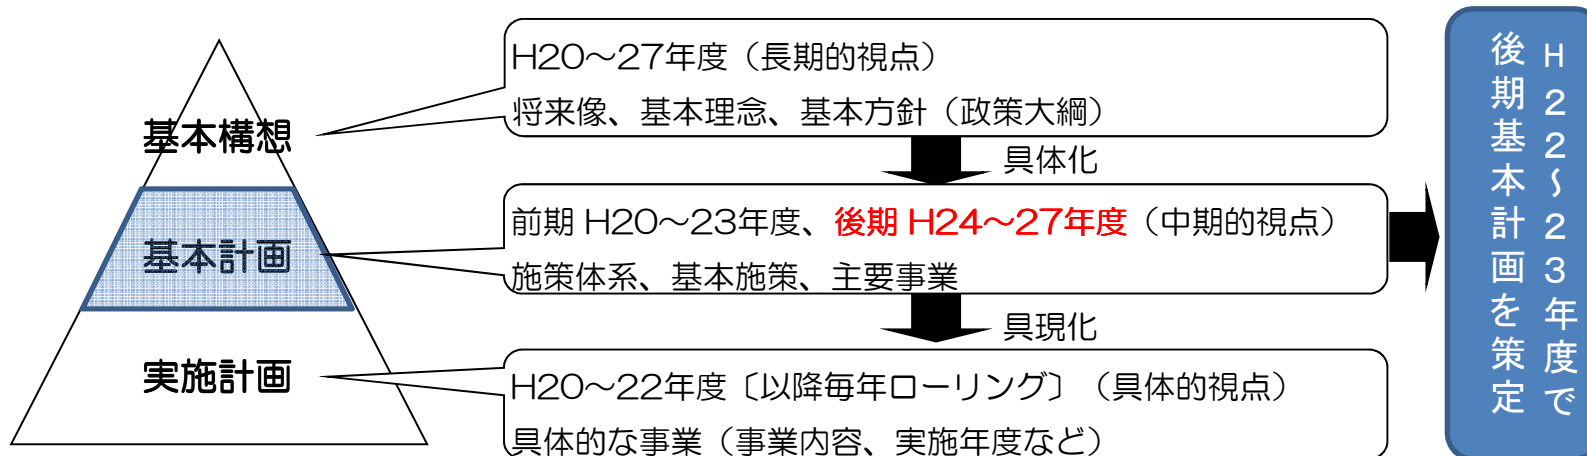 基本構想
H20～27年度（長期的視点）
将来像、基本理念、基本方針（政策大綱）
具体化
基本計画
前期 H20～23年度、後期 H24～27年度（中期的視点）
施策体系、基本施策、主要事業
具現化
実施計画
H20～22年度〔以降毎年ローリング〕（具体的視点）
具体的な事業（事業内容、実施年度など）
H22～23年度で
後期基本計画を策定